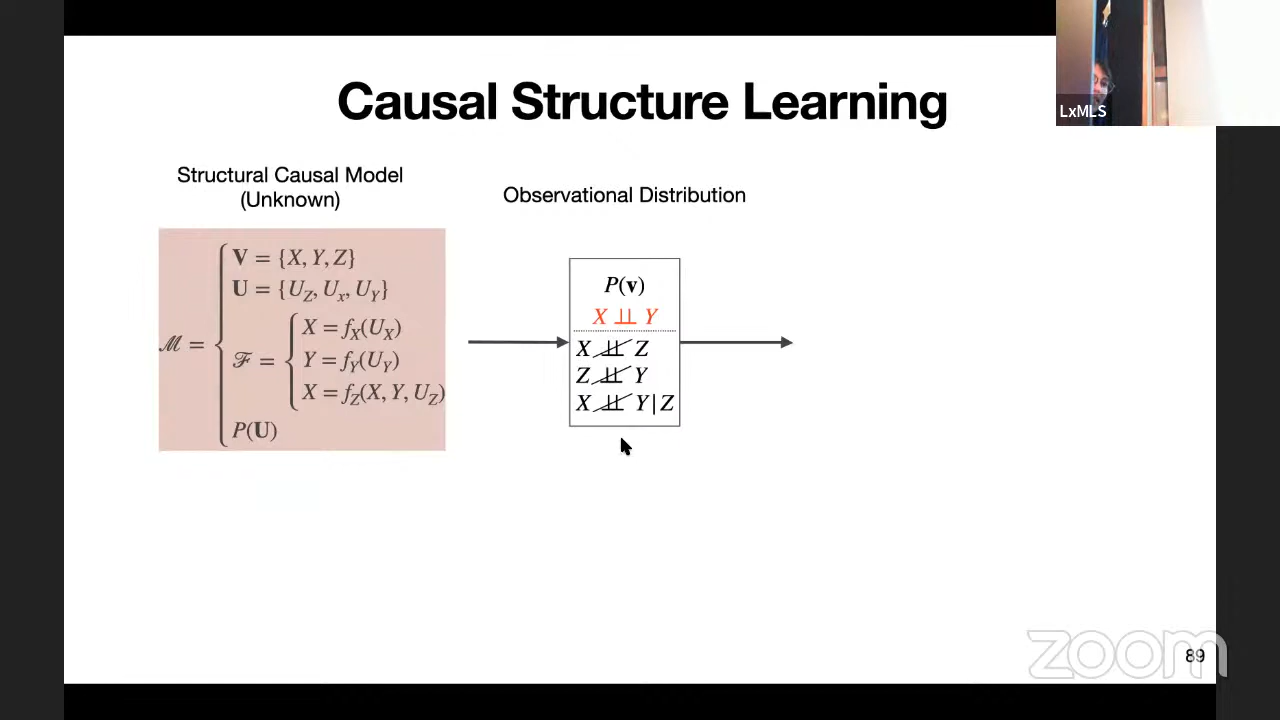 Causal Structure Learning
LxMLS
Structural Causal Model
(Unknown)
Observational Distribution
ℳ =
V = {X, Y, Z}
U = {U_Z, U_x, U_Y}
ℱ =
X = f_X(U_X)
Y = f_Y(U_Y)
X = f_Z(X, Y, U_Z)
P(U)
P(v)
X ⫫ Y
X ⫫̸ Z
Z ⫫̸ Y
X ⫫̸ Y|Z
zoom
89